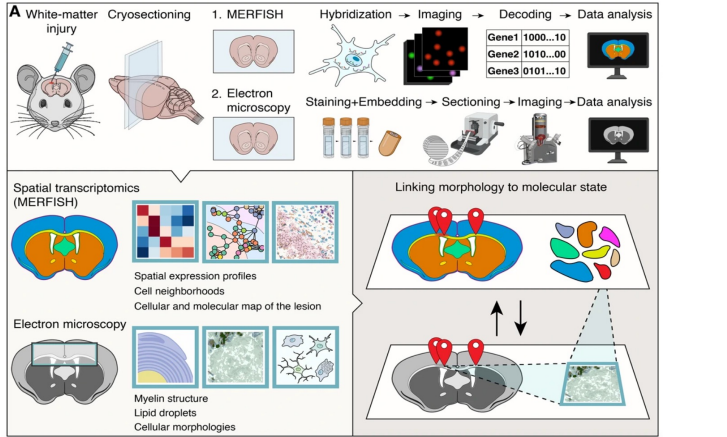 A
White-matter injury
Cryosectioning
1. MERFISH
2. Electron microscopy
Hybridization → Imaging → Decoding → Data analysis
Gene1 1000...10
Gene2 1010...00
Gene3 0101...10
Staining+Embedding → Sectioning → Imaging → Data analysis
Spatial transcriptomics
(MERFISH)
Spatial expression profiles
Cell neighborhoods
Cellular and molecular map of the lesion
Electron microscopy
Myelin structure
Lipid droplets
Cellular morphologies
Linking morphology to molecular state